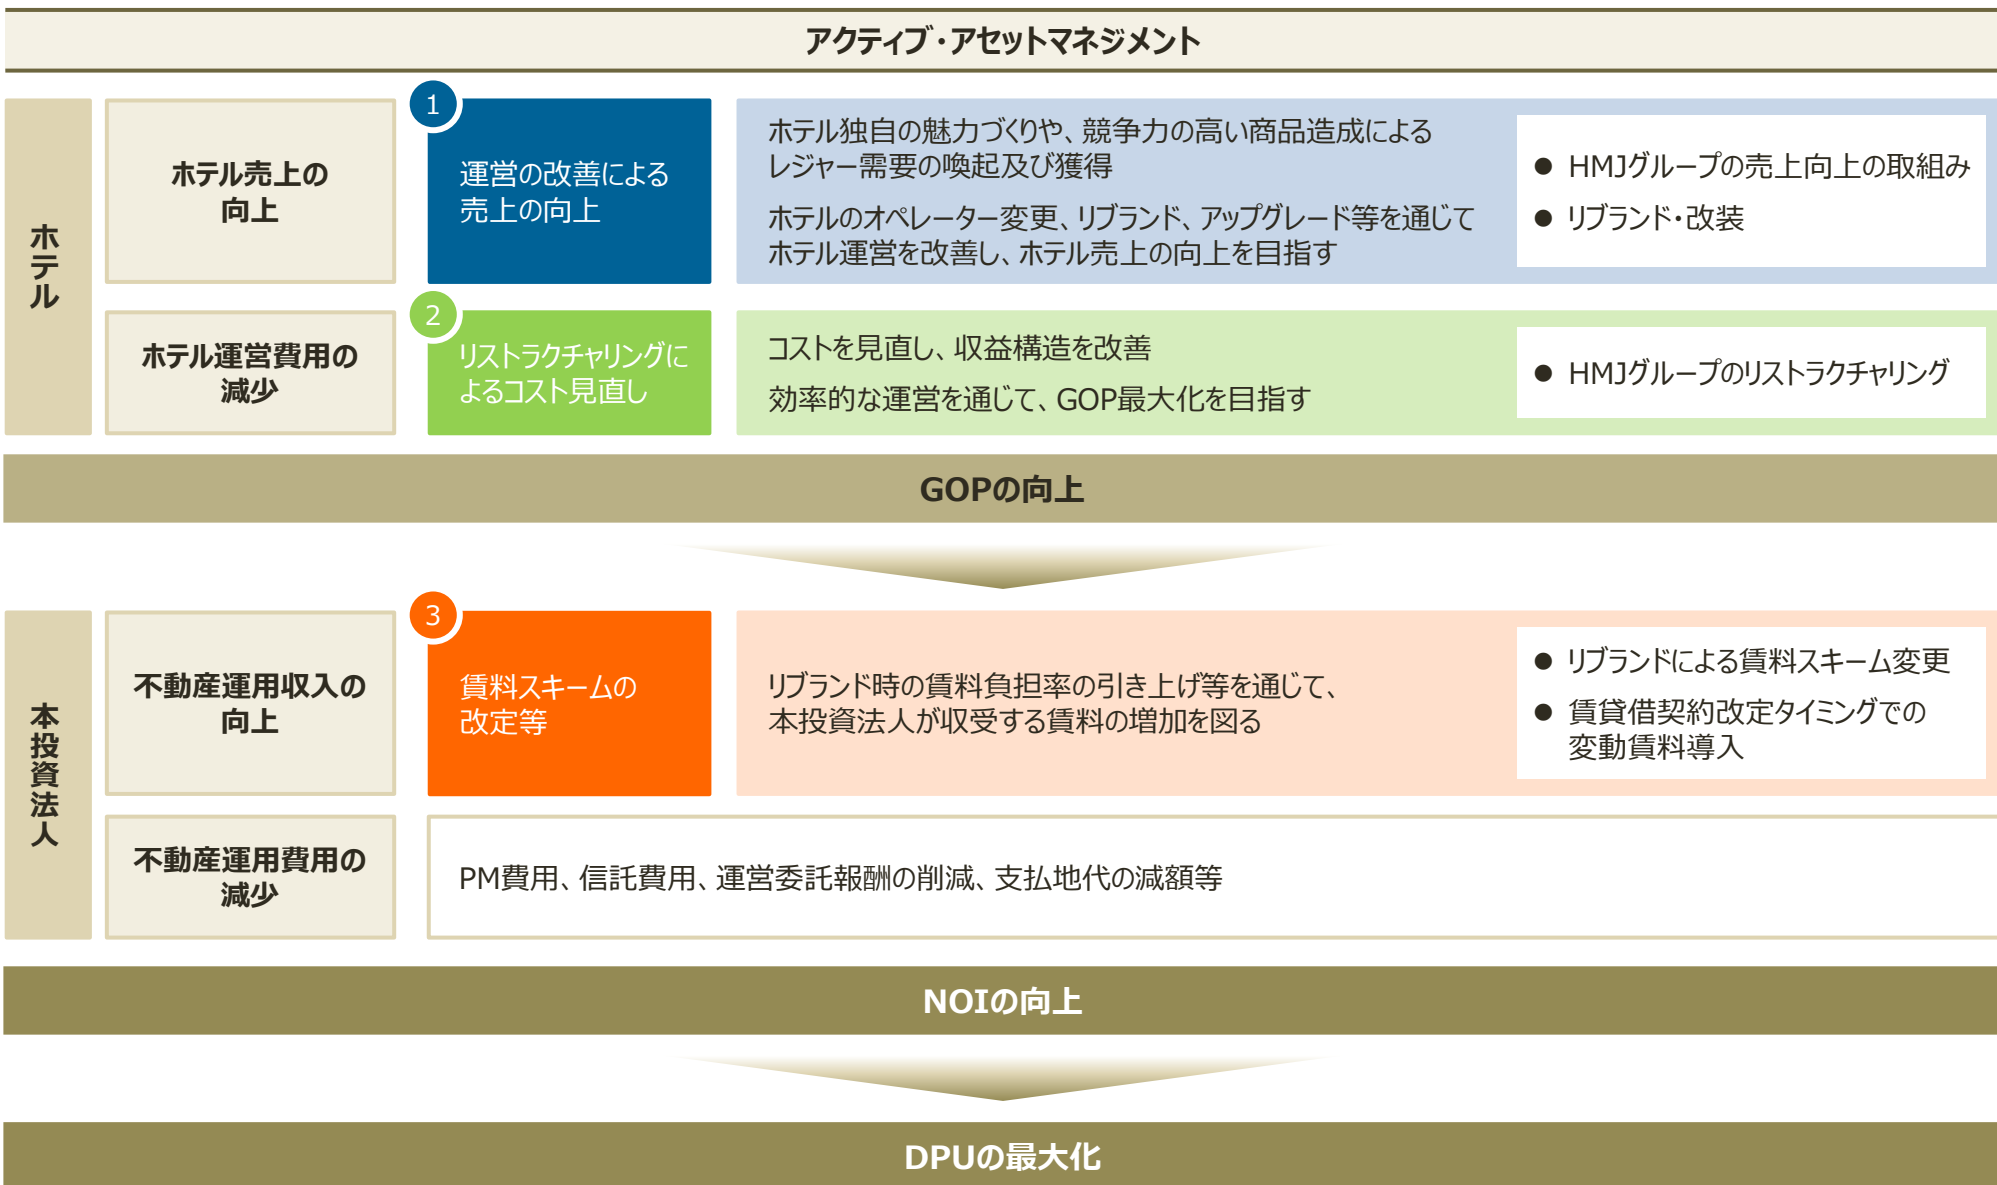 アクティブ・アセットマネジメント
ホテル
ホテル売上の
向上
1
運営の改善による
売上の向上
ホテル独自の魅力づくりや、競争力の高い商品造成による
レジャー需要の喚起及び獲得
ホテルのオペレーター変更、リブランド、アップグレード等を通じて
ホテル運営を改善し、ホテル売上の向上を目指す
● HMJグループの売上向上の取組み
● リブランド・改装
ホテル運営費用の
減少
2
リストラクチャリングに
よるコスト見直し
コストを見直し、収益構造を改善
効率的な運営を通じて、GOP最大化を目指す
● HMJグループのリストラクチャリング
GOPの向上
本投資法人
不動産運用収入の
向上
3
賃料スキームの
改定等
リブランド時の賃料負担率の引き上げ等を通じて、
本投資法人が収受する賃料の増加を図る
● リブランドによる賃料スキーム変更
● 賃貸借契約改定タイミングでの
変動賃料導入
不動産運用費用の
減少
PM費用、信託費用、運営委託報酬の削減、支払地代の減額等
NOIの向上
DPUの最大化